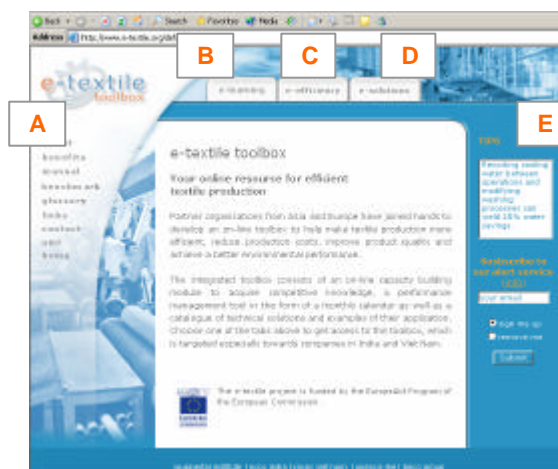 Back Search Favorites Media
Address http://www.e-textile.org/
B C D
e-textile
toolbox
e-learning e-efficiency e-solutions
A
E
benefits
manual
benchmark
glossary
links
contact
home
e-textile toolbox
Your online resource for efficient
textile production
Partner organisations from Asia and Europe have joined hands to
develop an on-line toolbox to help make textile production more
efficient, reduce production costs, improve product quality and
achieve a better environmental performance.
The integrated toolbox consists of an on-line capacity building
module to acquire competitive knowledge, a performance
management tool in the form of a monthly calendar as well as a
catalogue of technical solutions and examples of their application.
Choose one of the tabs above to get access to the toolbox, which
is targeted especially towards companies in India and Viet Nam.
The e-textile project is funded by the EuropeAid Program of
the European Commission
TIPS
Recycling cooling
water between
operations and
modifying
washing
processes can
yield 25% water
savings
Subscribe to
our alert service
your email
sign me up
remove me
Submit